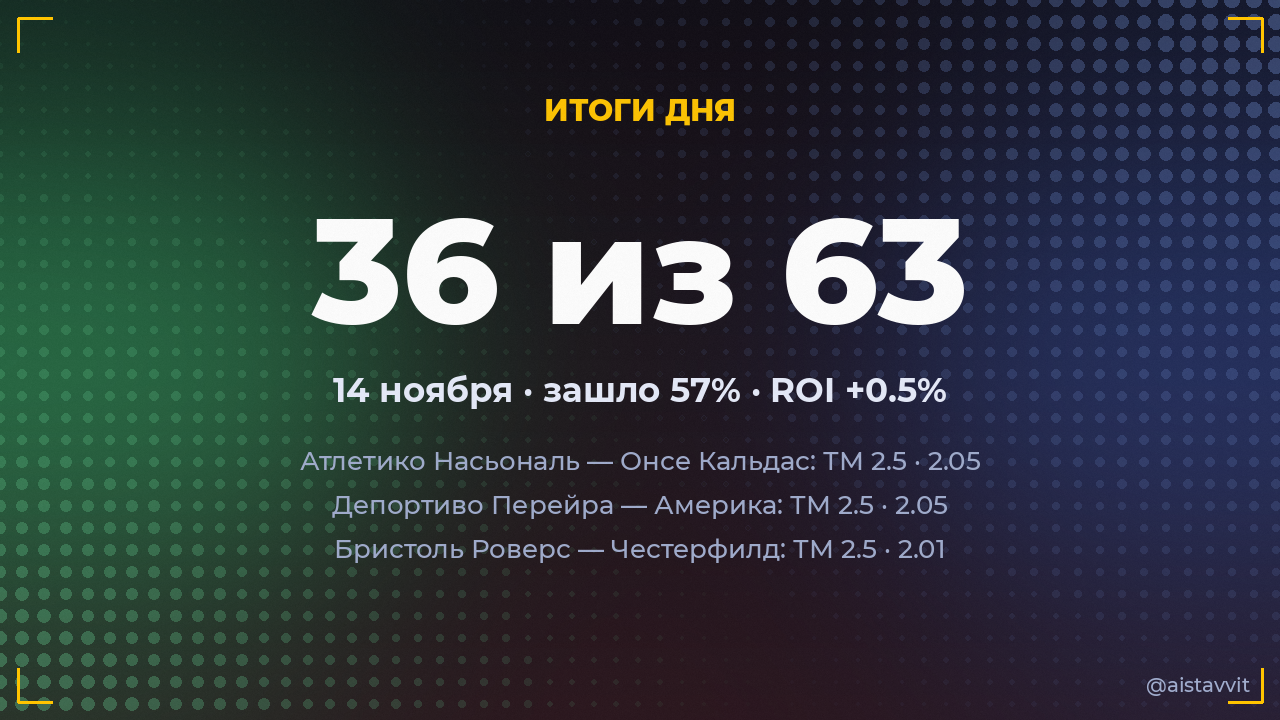 ИТОГИ ДНЯ
36 из 63
14 ноября · зашло 57% · ROI +0.5%
Атлетико Насьональ — Онсе Кальдас: ТМ 2.5 · 2.05
Депортиво Перейра — Америка: ТМ 2.5 · 2.05
Бристоль Роверс — Честерфилд: ТМ 2.5 · 2.01
@aistavvit